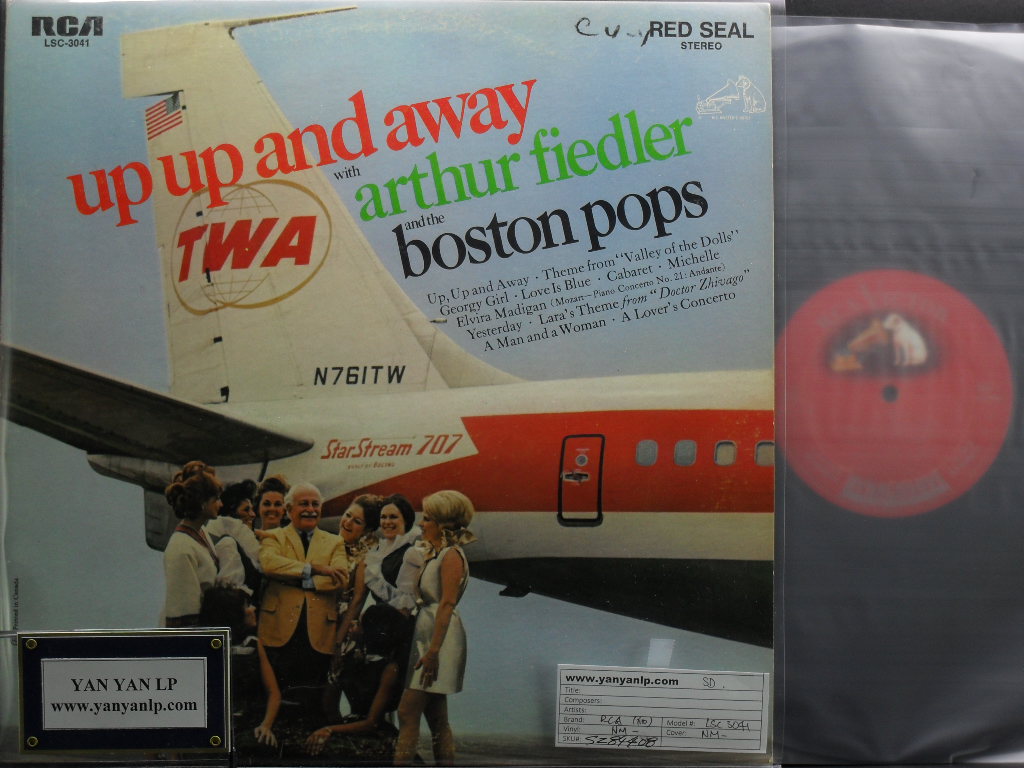 RCA
LSC-3041
RED SEAL
STEREO
up up and away
with
arthur fiedler
and the
boston pops
Up, Up and Away · Theme from "Valley of the Dolls"
Georgy Girl · Love Is Blue · Cabaret · Michelle
Elvira Madigan (Mozart—Piano Concerto No. 21: Andante)
Yesterday · Lara's Theme from "Doctor Zhivago"
A Man and a Woman · A Lover's Concerto
TWA
N761TW
StarStream 707
Printed in Canada
YAN YAN LP
www.yanyanlp.com
www.yanyanlp.com SD.
Title:
Composers:
Artists:
Brand: RCA Model #: LSC 3041
Vinyl: NM - Cover: NM-
SKU#: